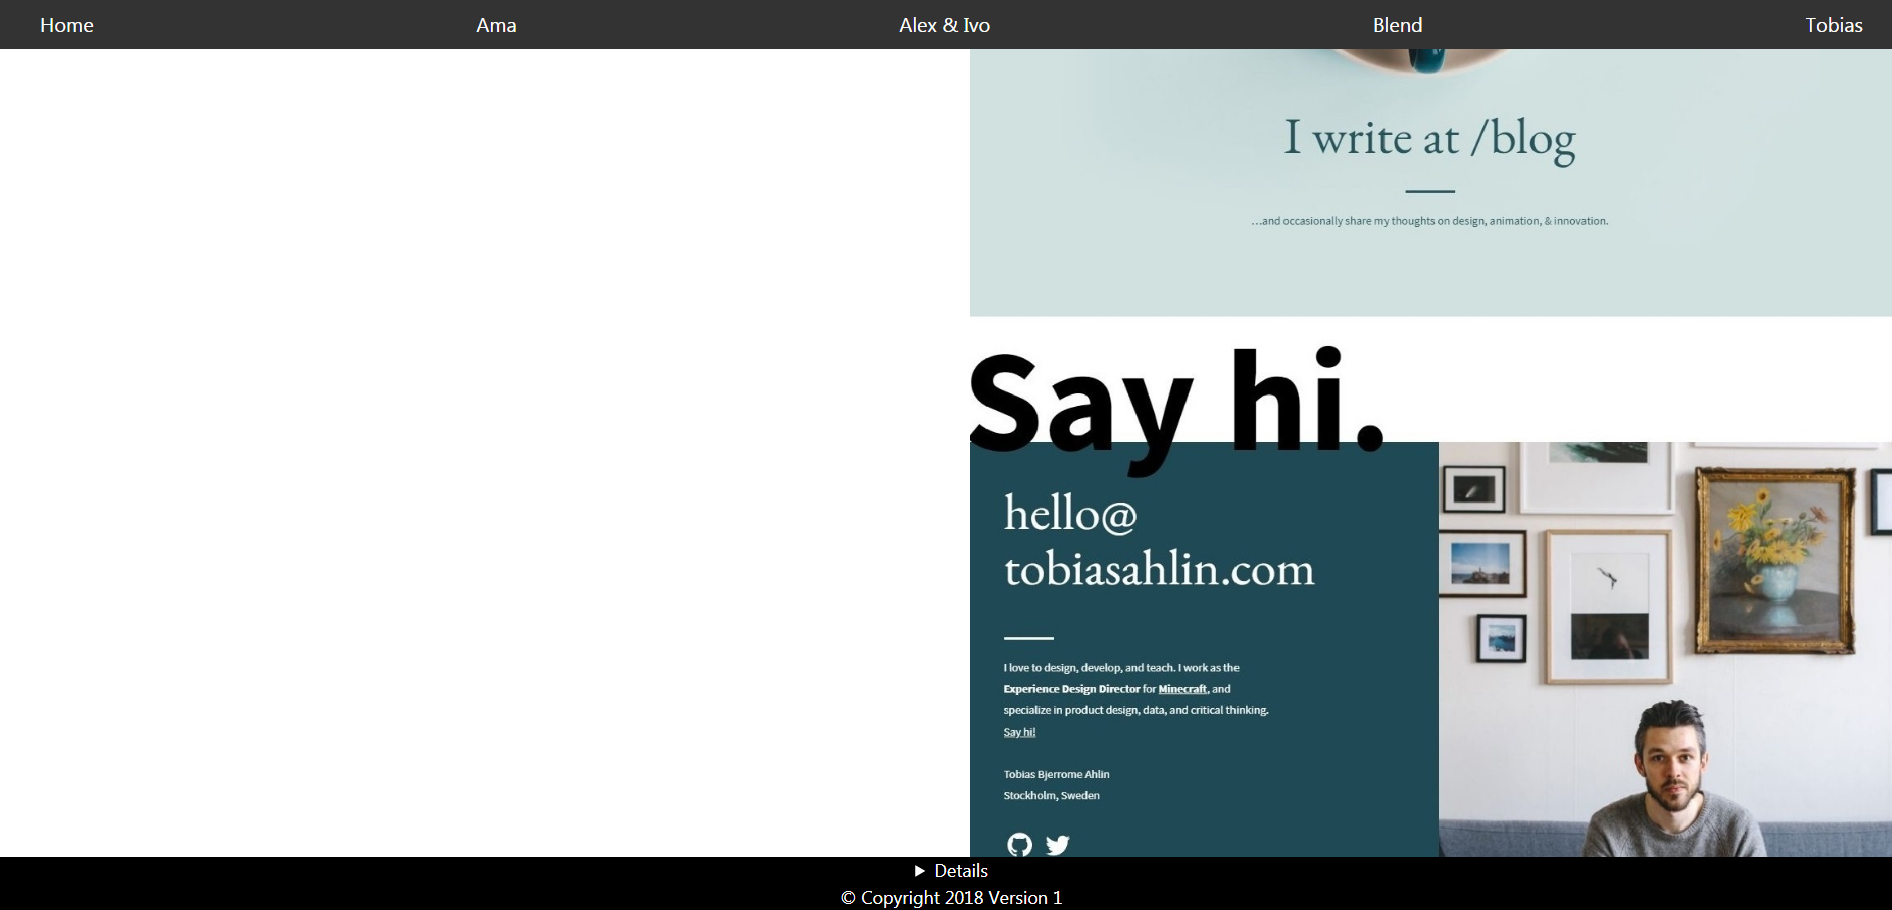 Home Ama Alex & Ivo Blend Tobias
I write at /blog
...and occasionally share my thoughts on design, animation, & innovation.
Say hi.
hello@
tobiasahlin.com
I love to design, develop, and teach. I work as the
Experience Design Director for Minecraft, and
specialize in product design, data, and critical thinking.
Say hi!
Tobias Bjerrome Ahlin
Stockholm, Sweden
▶ Details
© Copyright 2018 Version 1